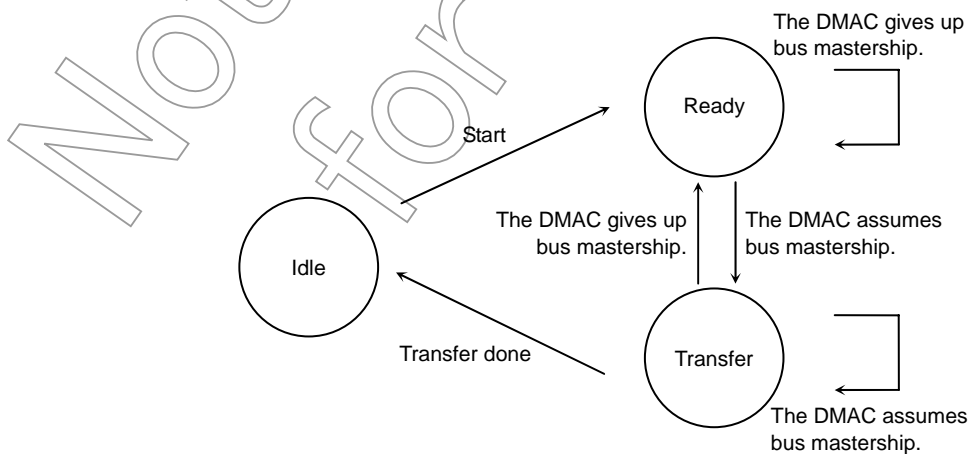 The DMAC gives up
bus mastership.
Ready
Start
The DMAC gives up
bus mastership.
The DMAC assumes
bus mastership.
Idle
Transfer done
Transfer
The DMAC assumes
bus mastership.
for